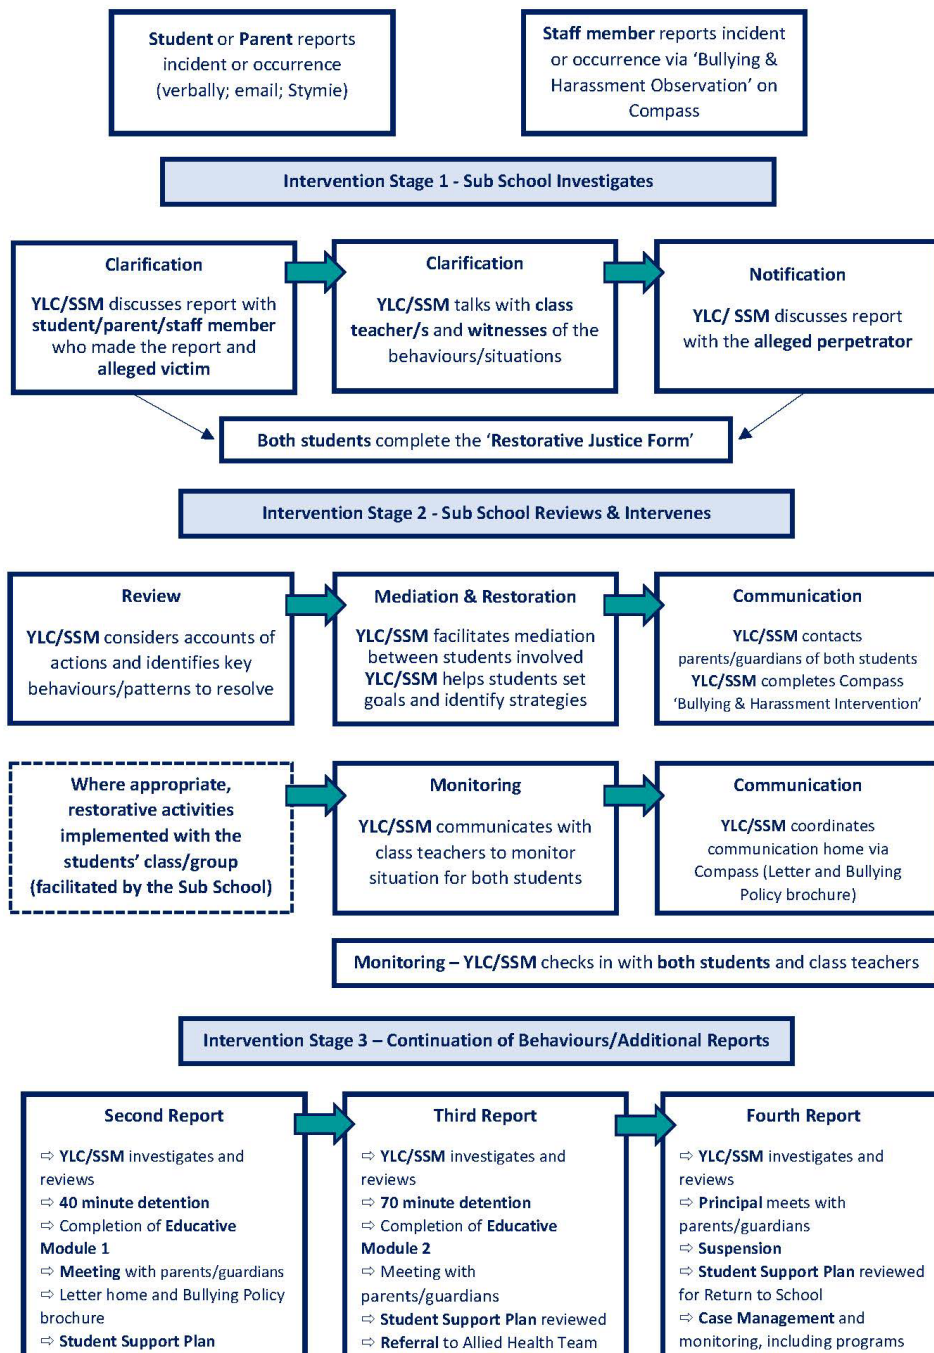 Student or Parent reports
incident or occurrence
(verbally; email; Stymie)
Staff member reports incident
or occurrence via ‘Bullying &
Harassment Observation’ on
Compass
Intervention Stage 1 - Sub School Investigates
Clarification
YLC/SSM discusses report with
student/parent/staff member
who made the report and
alleged victim
Clarification
YLC/SSM talks with class
teacher/s and witnesses of the
behaviours/situations
Notification
YLC/ SSM discusses report
with the alleged perpetrator
Both students complete the ‘Restorative Justice Form’
Intervention Stage 2 - Sub School Reviews & Intervenes
Review
YLC/SSM considers accounts of
actions and identifies key
behaviours/patterns to resolve
Mediation & Restoration
YLC/SSM facilitates mediation
between students involved
YLC/SSM helps students set
goals and identify strategies
Communication
YLC/SSM contacts
parents/guardians of both students
YLC/SSM completes Compass
‘Bullying & Harassment Intervention’
Where appropriate,
restorative activities
implemented with the
students’ class/group
(facilitated by the Sub School)
Monitoring
YLC/SSM communicates with
class teachers to monitor
situation for both students
Communication
YLC/SSM coordinates
communication home via
Compass (Letter and Bullying
Policy brochure)
Monitoring – YLC/SSM checks in with both students and class teachers
Intervention Stage 3 – Continuation of Behaviours/Additional Reports
Second Report
⇨ YLC/SSM investigates and
reviews
⇨ 40 minute detention
⇨ Completion of Educative
Module 1
⇨ Meeting with parents/guardians
⇨ Letter home and Bullying Policy
brochure
⇨ Student Support Plan
Third Report
⇨ YLC/SSM investigates and
reviews
⇨ 70 minute detention
⇨ Completion of Educative
Module 2
⇨ Meeting with
parents/guardians
⇨ Student Support Plan reviewed
⇨ Referral to Allied Health Team
Fourth Report
⇨ YLC/SSM investigates and
reviews
⇨ Principal meets with
parents/guardians
⇨ Suspension
⇨ Student Support Plan reviewed
for Return to School
⇨ Case Management and
monitoring, including programs